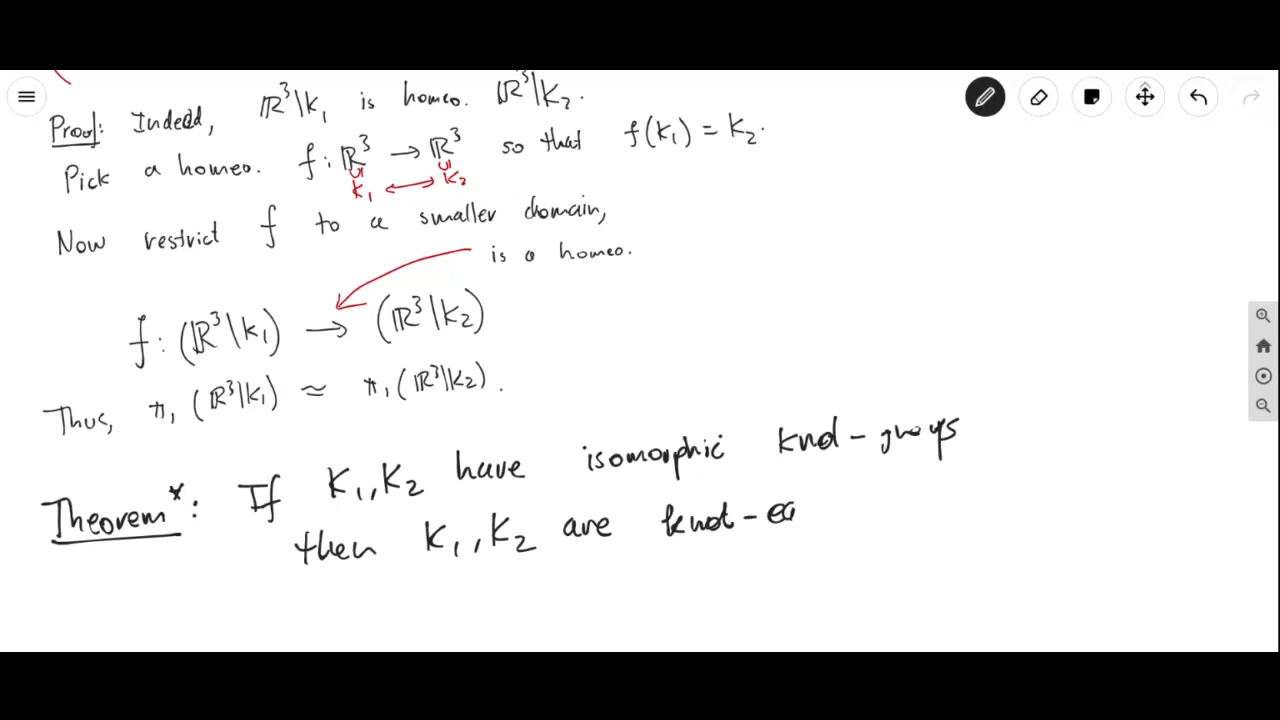 Proof: Indeed, ℝ³\K₁ is homeo. ℝ³\K₂.
Pick a homeo. f: ℝ³ → ℝ³ so that f(K₁) = K₂.
∪ ∪
K₁ ↔ K₂
Now restrict f to a smaller domain,
is a homeo.
f: (ℝ³\K₁) → (ℝ³\K₂)
Thus, π₁(ℝ³\K₁) ≈ π₁(ℝ³\K₂).
Theorem*: If K₁, K₂ have isomorphic knot-groups
then K₁, K₂ are knot-eq